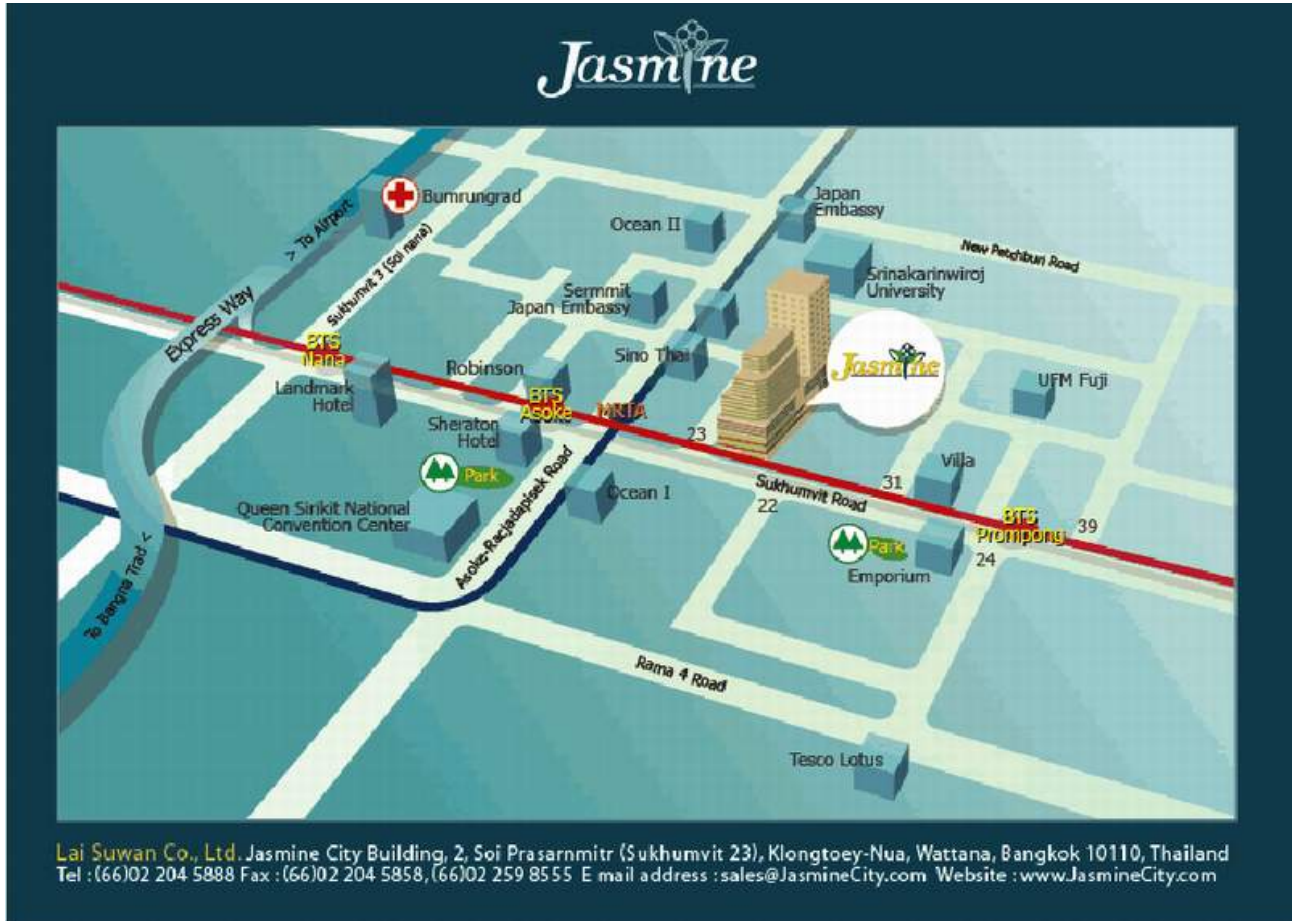 Jasmine
Bumrungrad
> To Airport
Sukhumvit 3 (Soi nana)
Express Way
Ocean II
Japan
Embassy
New Petchburi Road
Srinakarinwiroj
University
Sermmit
Japan Embassy
Sino Thai
Jasmine
UFM Fuji
BTS
Nana
Landmark
Hotel
Robinson
BTS
Asoke
MRTA
Sheraton
Hotel
23
Park
Queen Sirikit National
Convention Center
Asoke-Racjadapisek Road
Ocean I
Sukhumvit Road
22
31
Villa
BTS
Prompong
39
24
Park
Emporium
To Bangna Trad <
Rama 4 Road
Tesco Lotus
Lai Suwan Co., Ltd. Jasmine City Building, 2, Soi Prasarnmitr (Sukhumvit 23), Klongtoey-Nua, Wattana, Bangkok 10110, Thailand
Tel : (66)02 204 5888 Fax : (66)02 204 5858, (66)02 259 8555 E mail address : sales@JasmineCity.com Website : www.JasmineCity.com